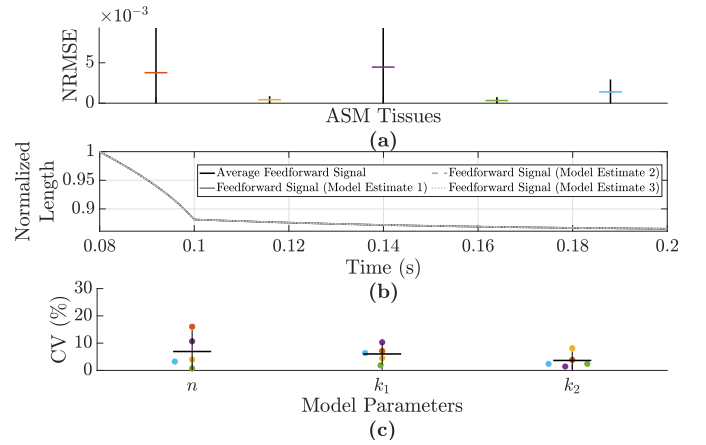 ×10⁻³
NRMSE
5
0
ASM Tissues
(a)
Normalized
Length
1
0.95
0.9
Average Feedforward Signal
Feedforward Signal (Model Estimate 1)
Feedforward Signal (Model Estimate 2)
Feedforward Signal (Model Estimate 3)
0.08 0.1 0.12 0.14 0.16 0.18 0.2
Time (s)
(b)
CV (%)
30
20
10
0
n k₁ k₂
Model Parameters
(c)